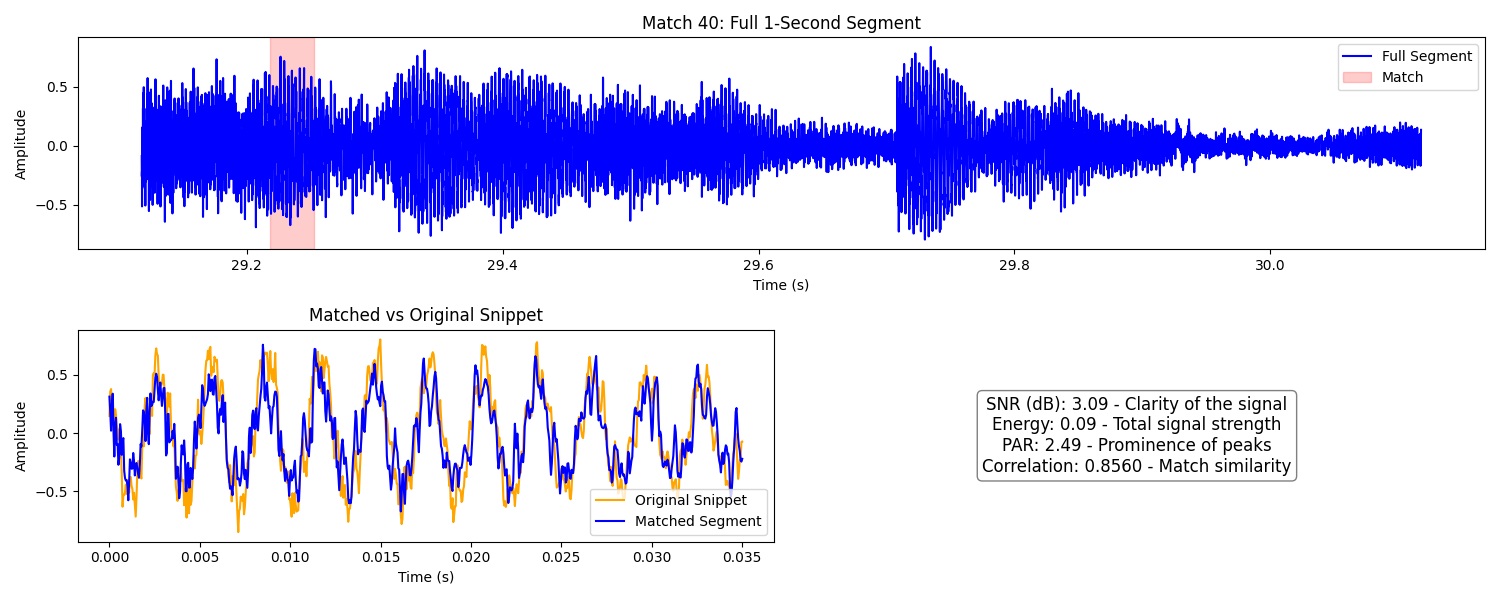 Match 40: Full 1-Second Segment
Amplitude
0.5
0.0
−0.5
Full Segment
Match
29.2
29.4
29.6
29.8
30.0
Time (s)
Matched vs Original Snippet
Amplitude
0.5
0.0
−0.5
Original Snippet
Matched Segment
0.000
0.005
0.010
0.015
0.020
0.025
0.030
0.035
Time (s)
SNR (dB): 3.09 - Clarity of the signal
Energy: 0.09 - Total signal strength
PAR: 2.49 - Prominence of peaks
Correlation: 0.8560 - Match similarity